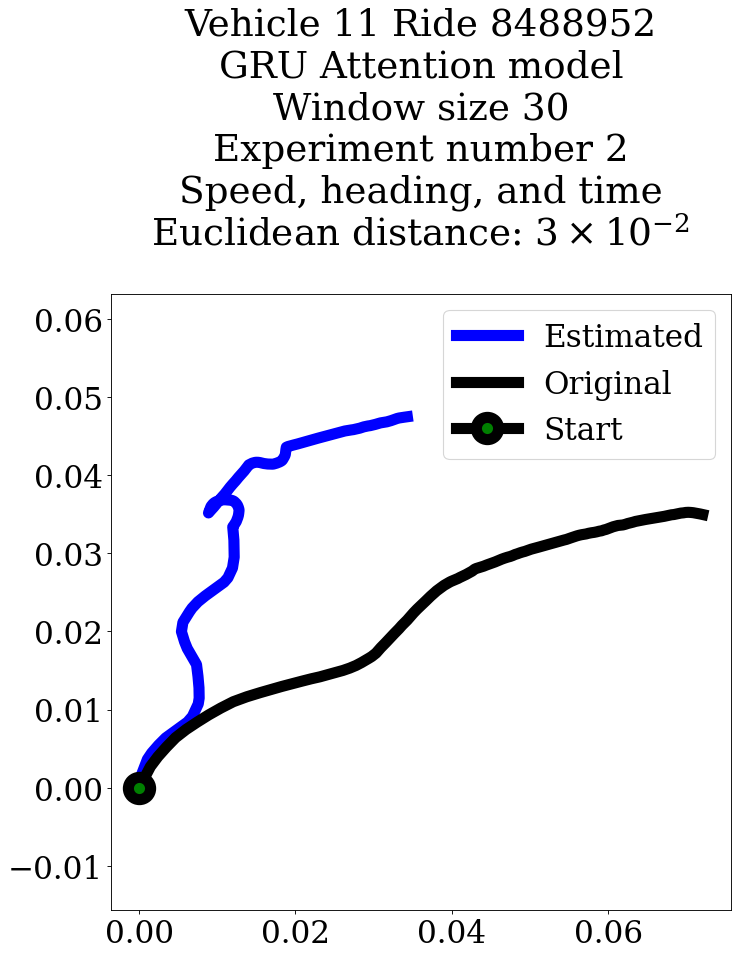 Vehicle 11 Ride 8488952
GRU Attention model
Window size 30
Experiment number 2
Speed, heading, and time
Euclidean distance: 3 × 10⁻²
Estimated
Original
Start
0.06
0.05
0.04
0.03
0.02
0.01
0.00
−0.01
0.00 0.02 0.04 0.06